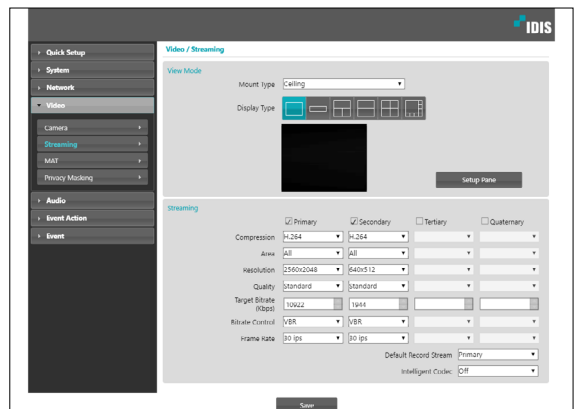 IDIS
Quick Setup
System
Network
Video
Camera
Streaming
MAT
Privacy Masking
Audio
Event Action
Event
Video / Streaming
View Mode
Mount Type Ceiling
Display Type
Setup Pane
Streaming
Primary Secondary Tertiary Quaternary
Compression H.264 H.264
Area All All
Resolution 2560x2048 640x512
Quality Standard Standard
Target Bitrate
(Kbps) 10922 1944
Bitrate Control VBR VBR
Frame Rate 30 ips 30 ips
Default Record Stream Primary
Intelligent Codec Off
Save